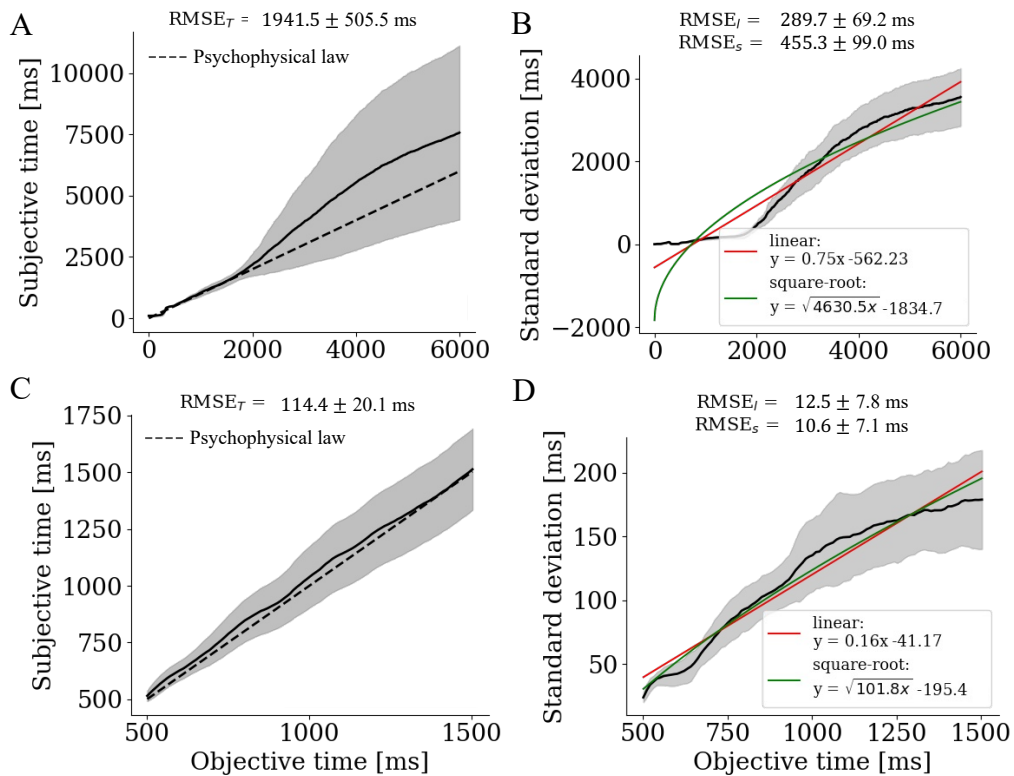 A
RMSE_T = 1941.5 ± 505.5 ms
Psychophysical law
Subjective time [ms]
10000
7500
5000
2500
0
0 2000 4000 6000
B
RMSE_l = 289.7 ± 69.2 ms
RMSE_s = 455.3 ± 99.0 ms
Standard deviation [ms]
4000
2000
0
−2000
linear:
y = 0.75x -562.23
square-root:
y = √4630.5x -1834.7
0 2000 4000 6000
C
RMSE_T = 114.4 ± 20.1 ms
Psychophysical law
Subjective time [ms]
1750
1500
1250
1000
750
500
500 1000 1500
Objective time [ms]
D
RMSE_l = 12.5 ± 7.8 ms
RMSE_s = 10.6 ± 7.1 ms
Standard deviation [ms]
200
150
100
50
linear:
y = 0.16x -41.17
square-root:
y = √101.8x -195.4
500 750 1000 1250 1500
Objective time [ms]